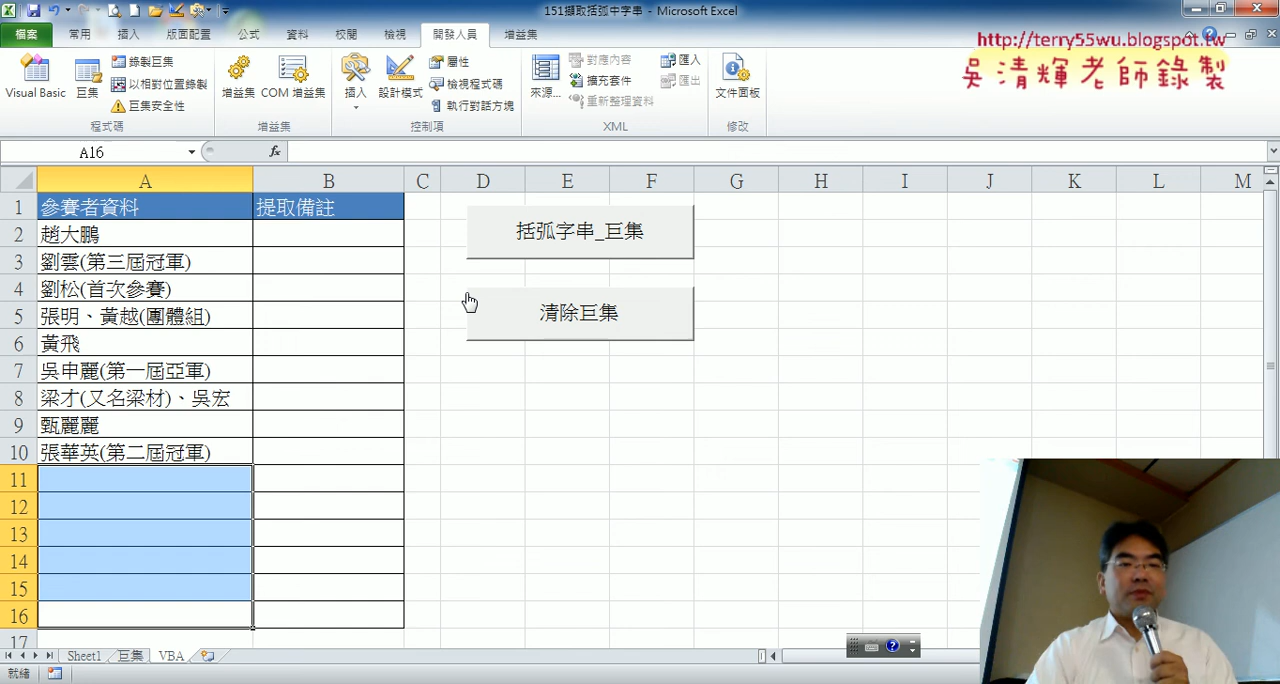 151擷取括弧中字串 - Microsoft Excel
檔案 常用 插入 版面配置 公式 資料 校閱 檢視 開發人員 增益集
http://terry55wu.blogspot.tw
吳清輝老師錄製
Visual Basic 巨集 錄製巨集 以相對位置錄製 巨集安全性
增益集 COM 增益集
插入 設計模式 屬性 檢視程式碼 執行對話方塊
來源... 對應內容 擴充套件 重新整理資料 匯入 匯出
文件面板
程式碼 增益集 控制項 XML 修改
A16 fx
A B C D E F G H I J K L M
1 參賽者資料 提取備註
2 趙大鵬
3 劉雲(第三屆冠軍)
4 劉松(首次參賽)
5 張明、黃越(團體組)
6 黃飛
7 吳申麗(第一屆亞軍)
8 梁才(又名梁材)、吳宏
9 甄麗麗
10 張華英(第二屆冠軍)
11
12
13
14
15
16
17
括弧字串_巨集
清除巨集
Sheet1 巨集 VBA
就緒